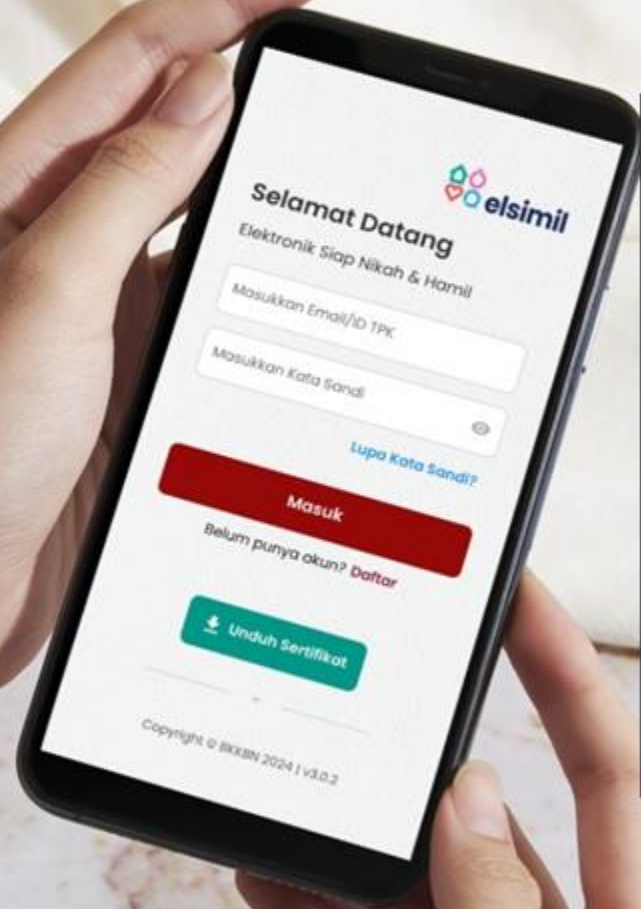 elsimil
Selamat Datang
Elektronik Siap Nikah & Hamil
Masukkan Email/ID TPK
Masukkan Kata Sandi
Lupa Kata Sandi?
Masuk
Belum punya akun? Daftar
Unduh Sertifikat
Copyright © BKKBN 2024 | v3.0.2